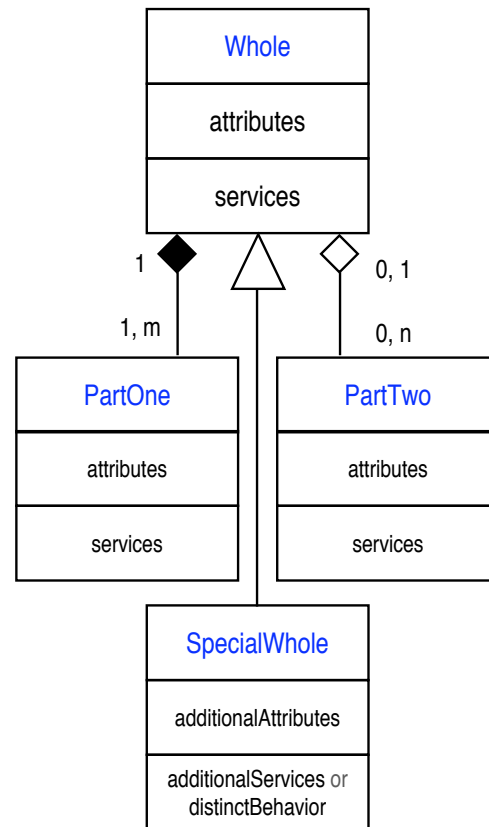 Whole
attributes
services
1
0, 1
1, m
0, n
PartOne
attributes
services
PartTwo
attributes
services
SpecialWhole
additionalAttributes
additionalServices or
distinctBehavior